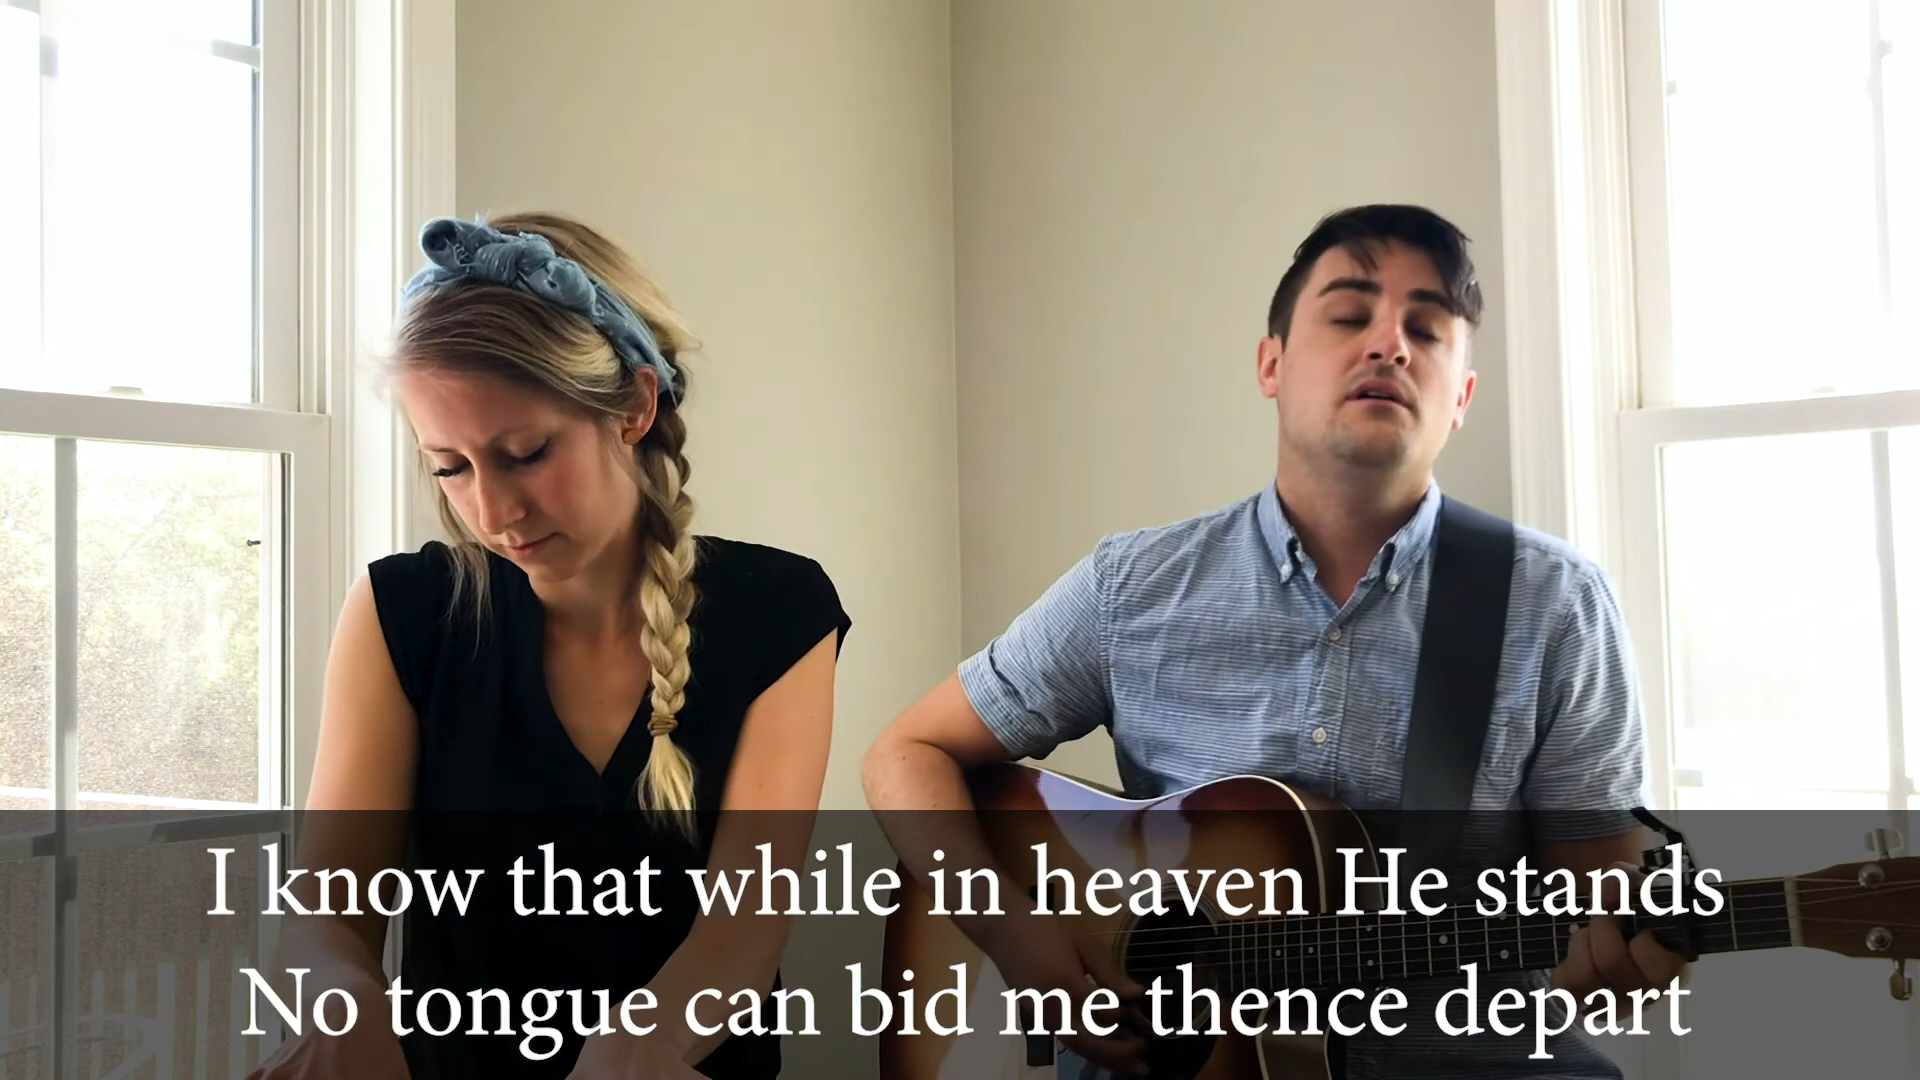 I know that while in heaven He stands
No tongue can bid me thence depart